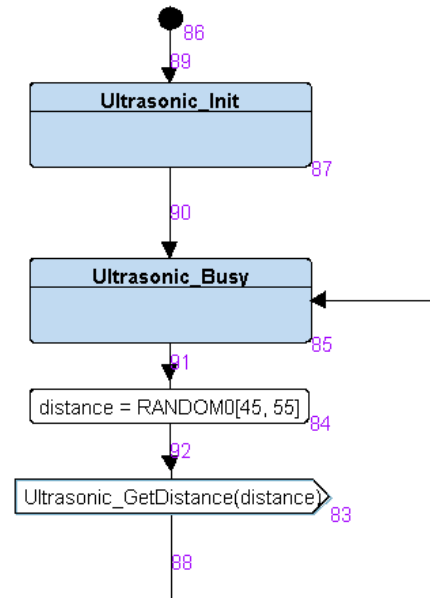 86
89
Ultrasonic_Init
87
90
Ultrasonic_Busy
85
91
distance = RANDOM0[45, 55]
84
92
Ultrasonic_GetDistance(distance)
83
88